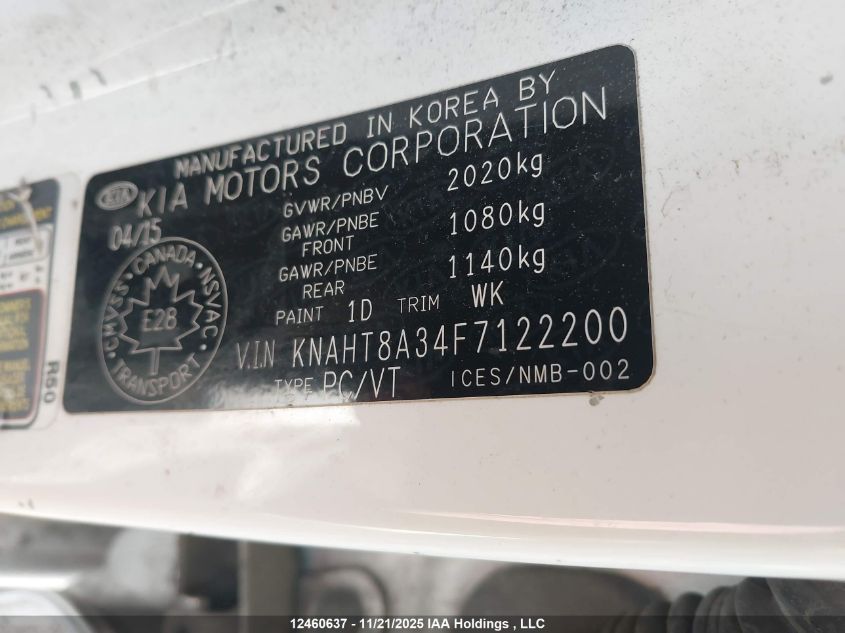 MANUFACTURED IN KOREA BY
KIA MOTORS CORPORATION
KIA
04/15
GVWR/PNBV 2020kg
GAWR/PNBE FRONT 1080kg
GAWR/PNBE REAR 1140kg
PAINT 1D TRIM WK
V.I.N KNAHT8A34F7122200
TYPE PC/VT ICES/NMB-002
CMVSS · CANADA · NSVAC
E28
TRANSPORT
R50
12460637 - 11/21/2025 IAA Holdings , LLC